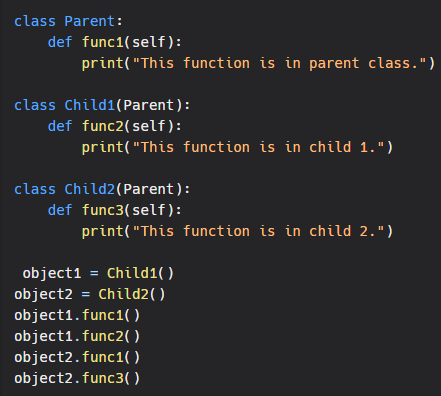 class Parent:
    def func1(self):
        print("This function is in parent class.")

class Child1(Parent):
    def func2(self):
        print("This function is in child 1.")

class Child2(Parent):
    def func3(self):
        print("This function is in child 2.")

 object1 = Child1()
object2 = Child2()
object1.func1()
object1.func2()
object2.func1()
object2.func3()